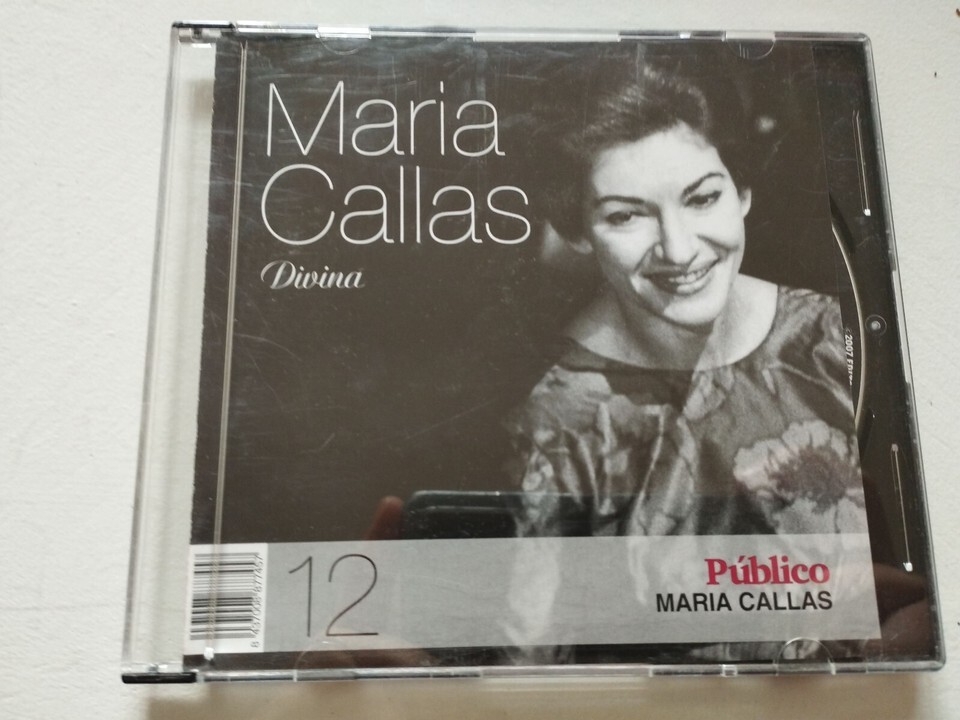 Maria
Callas
Divina
12
Público
MARIA CALLAS